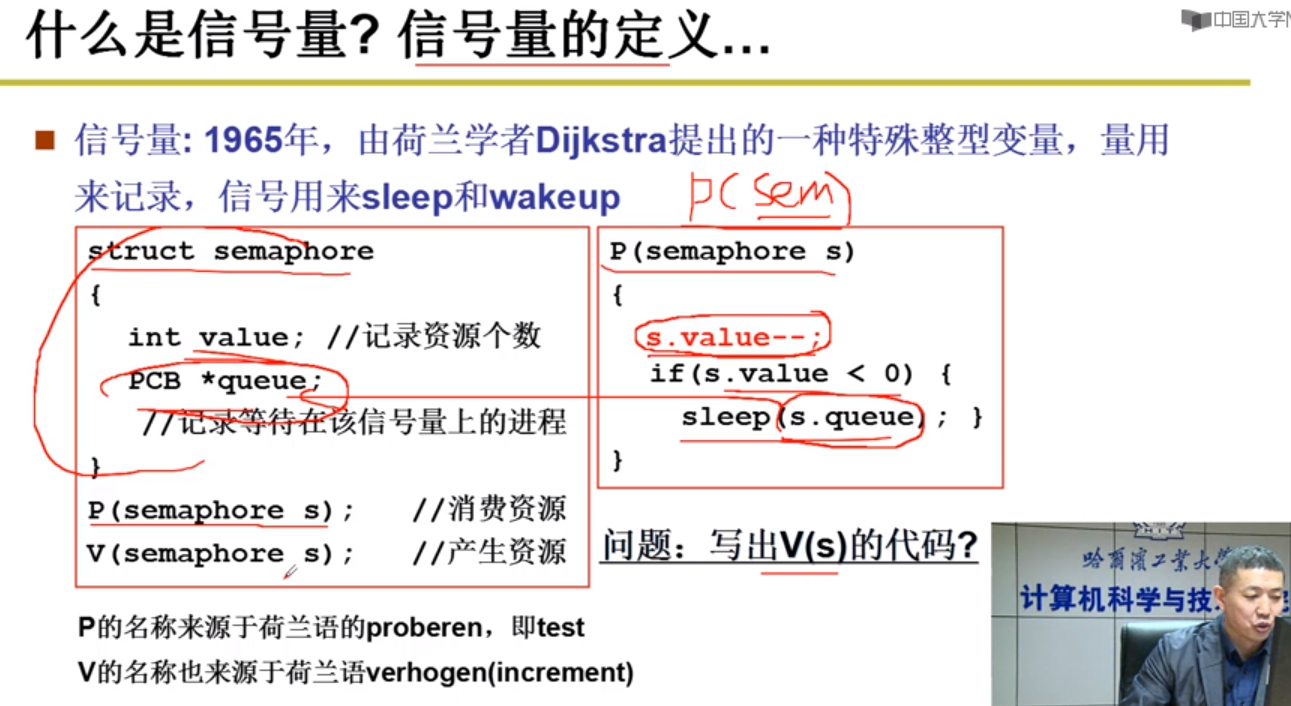 什么是信号量? 信号量的定义…
中国大学
信号量: 1965年，由荷兰学者Dijkstra提出的一种特殊整型变量，量用
来记录，信号用来sleep和wakeup
P(sem)
struct semaphore
{
int value; //记录资源个数
PCB *queue;
//记录等待在该信号量上的进程
}
P(semaphore s); //消费资源
V(semaphore s); //产生资源
P(semaphore s)
{
s.value--;
if(s.value < 0) {
sleep(s.queue); }
}
问题：写出V(s)的代码?
P的名称来源于荷兰语的proberen，即test
V的名称也来源于荷兰语verhogen(increment)
哈尔滨工业大学
计算机科学与技